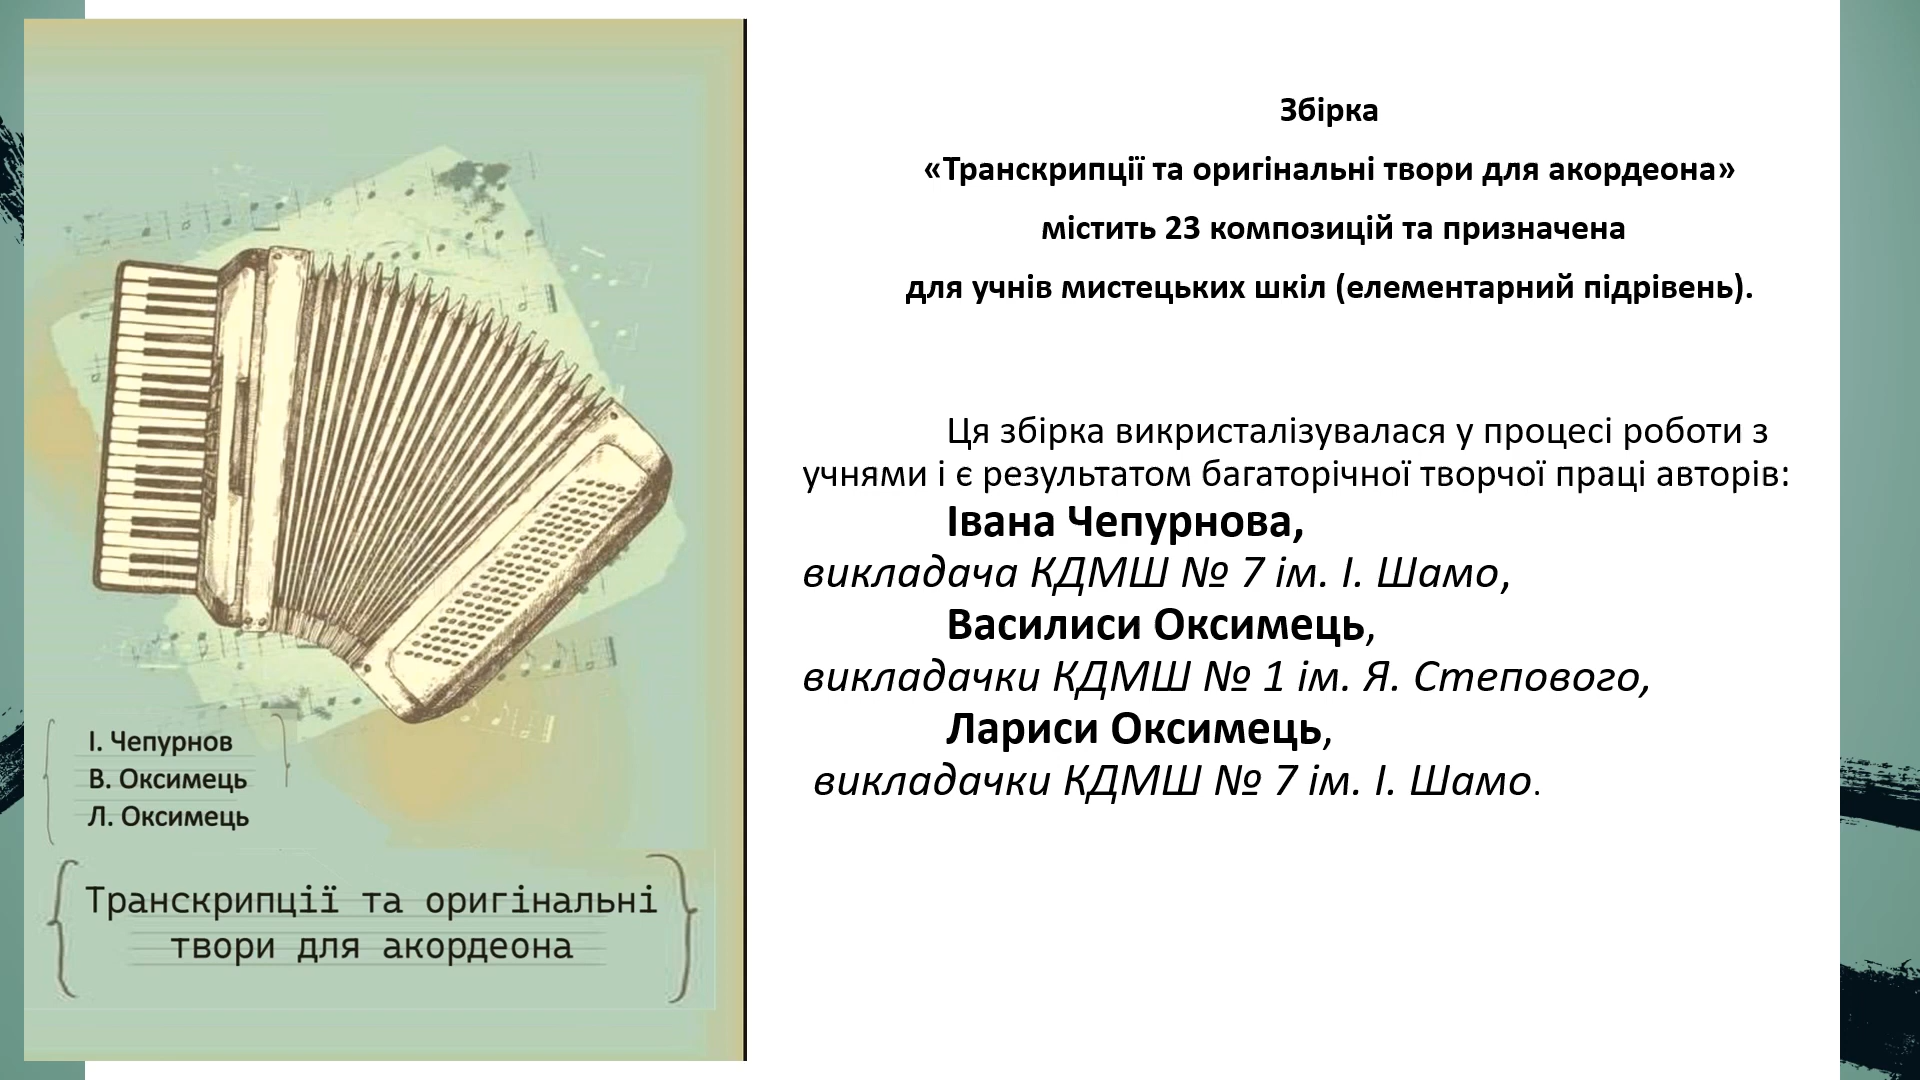 І. Чепурнов
В. Оксимець
Л. Оксимець
Транскрипції та оригінальні
твори для акордеона
Збірка
«Транскрипції та оригінальні твори для акордеона»
містить 23 композицій та призначена
для учнів мистецьких шкіл (елементарний підрівень).
Ця збірка викристалізувалася у процесі роботи з
учнями і є результатом багаторічної творчої праці авторів:
Івана Чепурнова,
викладача КДМШ № 7 ім. І. Шамо,
Василиси Оксимець,
викладачки КДМШ № 1 ім. Я. Степового,
Лариси Оксимець,
викладачки КДМШ № 7 ім. І. Шамо.